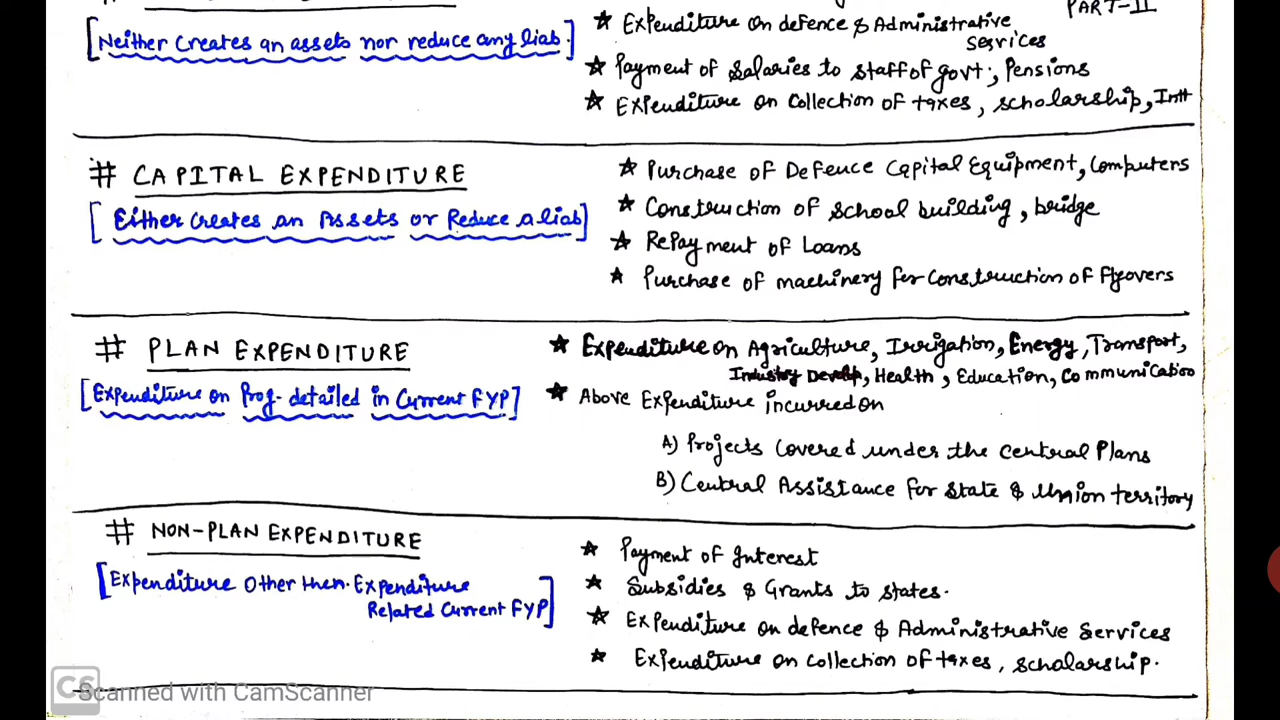 PART-II
★ Expenditure on defence & Administrative
services
[Neither Creates an assets nor reduce any liab.]
★ Payment of Salaries to staff of govt., Pensions
★ Expenditure on collection of taxes, scholarship, Intt
# CAPITAL EXPENDITURE
[Either Creates an Assets or Reduce a liab]
★ Purchase of Defence Capital Equipment, Computers
★ Construction of School building, bridge
★ Repayment of Loans
★ Purchase of machinery for Construction of Flyovers
# PLAN EXPENDITURE
[Expenditure on Prog. detailed in Current FYP]
★ Expenditure on Agriculture, Irrigation, Energy, Transport,
Industry Develop, Health, Education, Communication
★ Above Expenditure incurred on
A) Projects Covered under the Central Plans
B) Central Assistance for State & Union territory
# NON-PLAN EXPENDITURE
[Expenditure Other then. Expenditure
Related Current FYP]
★ Payment of Interest
★ Subsidies & Grants to states.
★ Expenditure on defence & Administrative Services
★ Expenditure on collection of taxes, scholarship.
CS Scanned with CamScanner